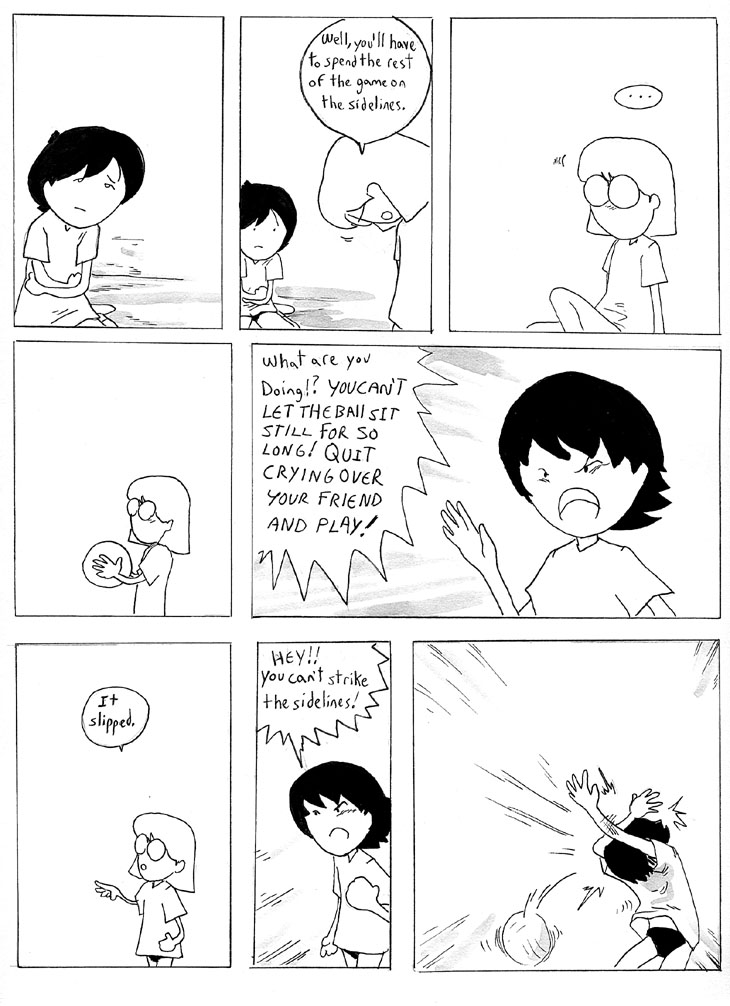 ...
Well, you'll have
to spend the rest
of the game on
the sidelines.
What are you
Doing!? YOU CAN'T
LET THE BAll SIT
STILL FOR SO
LONG! QUIT
CRYING OVER
YOUR FRIEND
AND PLAY!
HEY!!
you can't strike
the sidelines!
It
slipped.